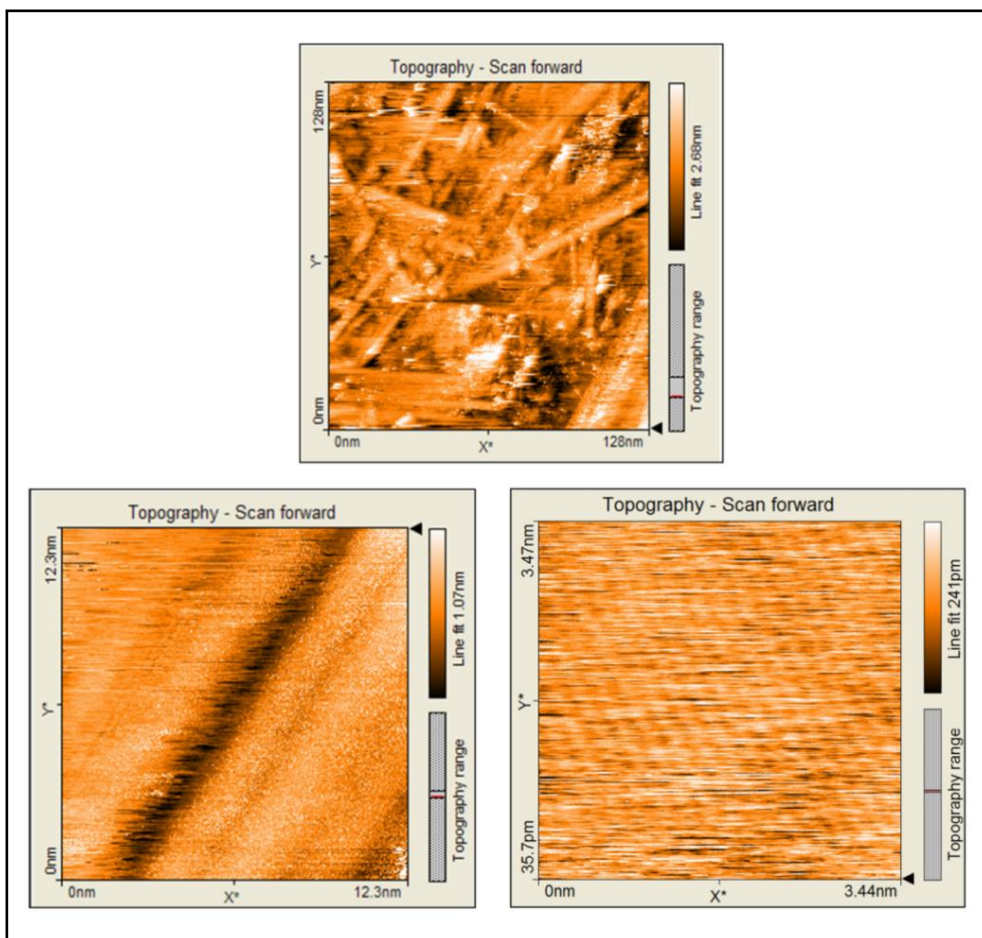 Topography - Scan forward
128nm
Y*
0nm
0nm
X*
128nm
Line fit 2.68nm
Topography range
Topography - Scan forward
12.3nm
Y*
0nm
0nm
X*
12.3nm
Line fit 1.07nm
Topography range
Topography - Scan forward
3.47nm
Y*
35.7pm
0nm
X*
3.44nm
Line fit 241pm
Topography range